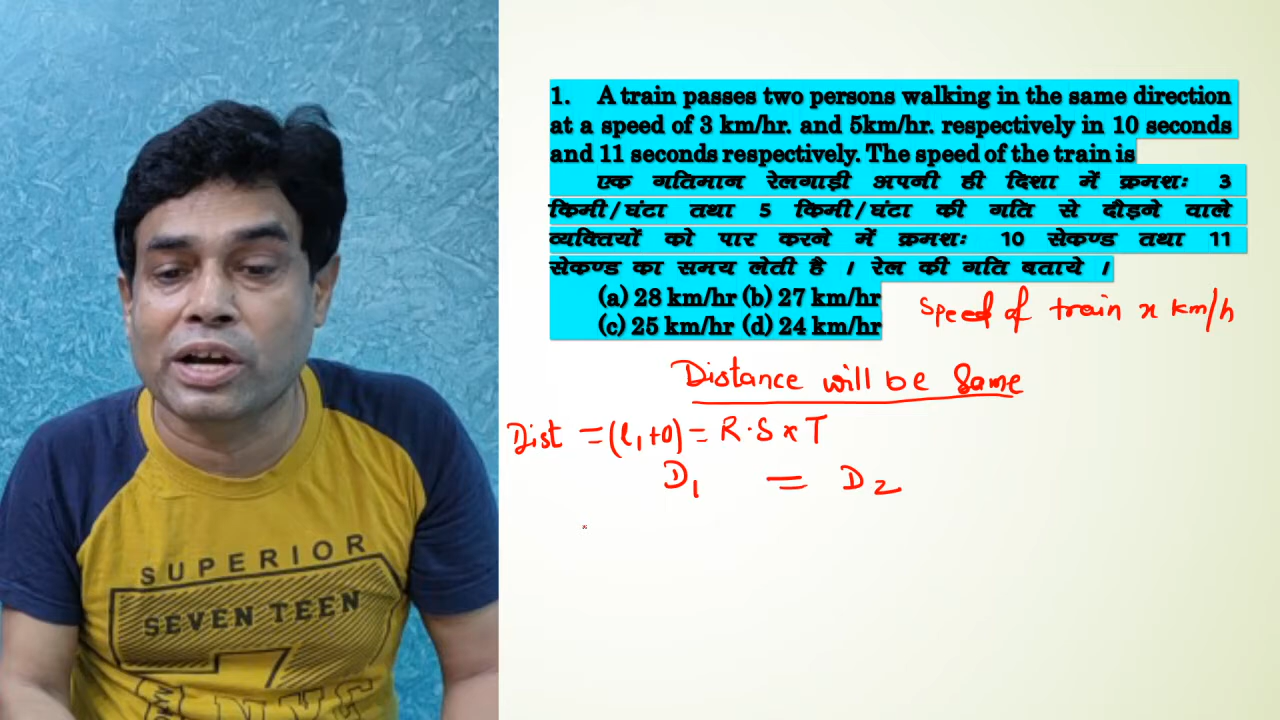 1. A train passes two persons walking in the same direction
at a speed of 3 km/hr. and 5km/hr. respectively in 10 seconds
and 11 seconds respectively. The speed of the train is
एक गतिमान रेलगाड़ी अपनी ही दिशा में क्रमशः 3
किमी/घंटा तथा 5 किमी/घंटा की गति से दौड़ने वाले
व्यक्तियों को पार करने में क्रमशः 10 सेकण्ड तथा 11
सेकण्ड का समय लेती है । रेल की गति बताये ।
(a) 28 km/hr (b) 27 km/hr
(c) 25 km/hr (d) 24 km/hr
Speed of train x km/h
Distance will be Same
Dist = (l₁+0) = R.S x T
D₁ = D₂
SUPERIOR
SEVEN TEEN
7